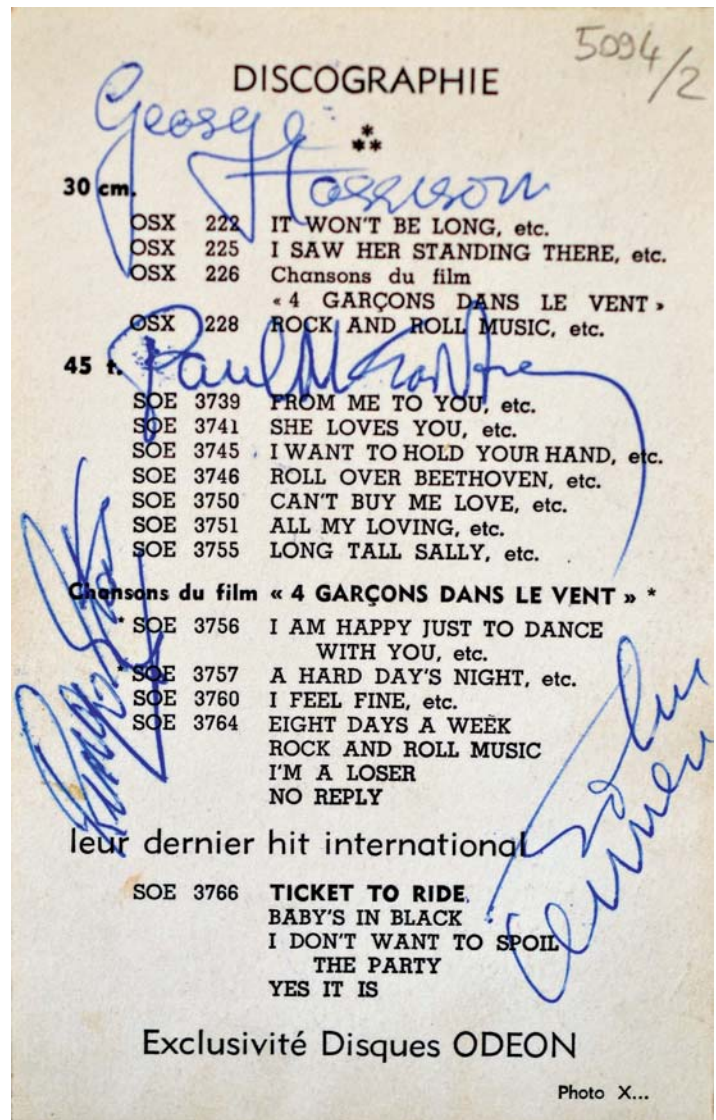 5094/2
DISCOGRAPHIE
***
George
Harrison
30 cm.
OSX 222 IT WON'T BE LONG, etc.
OSX 225 I SAW HER STANDING THERE, etc.
OSX 226 Chansons du film
« 4 GARÇONS DANS LE VENT »
OSX 228 ROCK AND ROLL MUSIC, etc.
Paul McCartney
45 t.
SOE 3739 FROM ME TO YOU, etc.
SOE 3741 SHE LOVES YOU, etc.
SOE 3745 I WANT TO HOLD YOUR HAND, etc.
SOE 3746 ROLL OVER BEETHOVEN, etc.
SOE 3750 CAN'T BUY ME LOVE, etc.
SOE 3751 ALL MY LOVING, etc.
SOE 3755 LONG TALL SALLY, etc.
Ringo Starr
Chansons du film « 4 GARÇONS DANS LE VENT » *
* SOE 3756 I AM HAPPY JUST TO DANCE
WITH YOU, etc.
* SOE 3757 A HARD DAY'S NIGHT, etc.
SOE 3760 I FEEL FINE, etc.
SOE 3764 EIGHT DAYS A WEEK
ROCK AND ROLL MUSIC
I'M A LOSER
NO REPLY
John
Lennon
leur dernier hit international
SOE 3766 TICKET TO RIDE
BABY'S IN BLACK
I DON'T WANT TO SPOIL
THE PARTY
YES IT IS
Exclusivité Disques ODEON
Photo X...